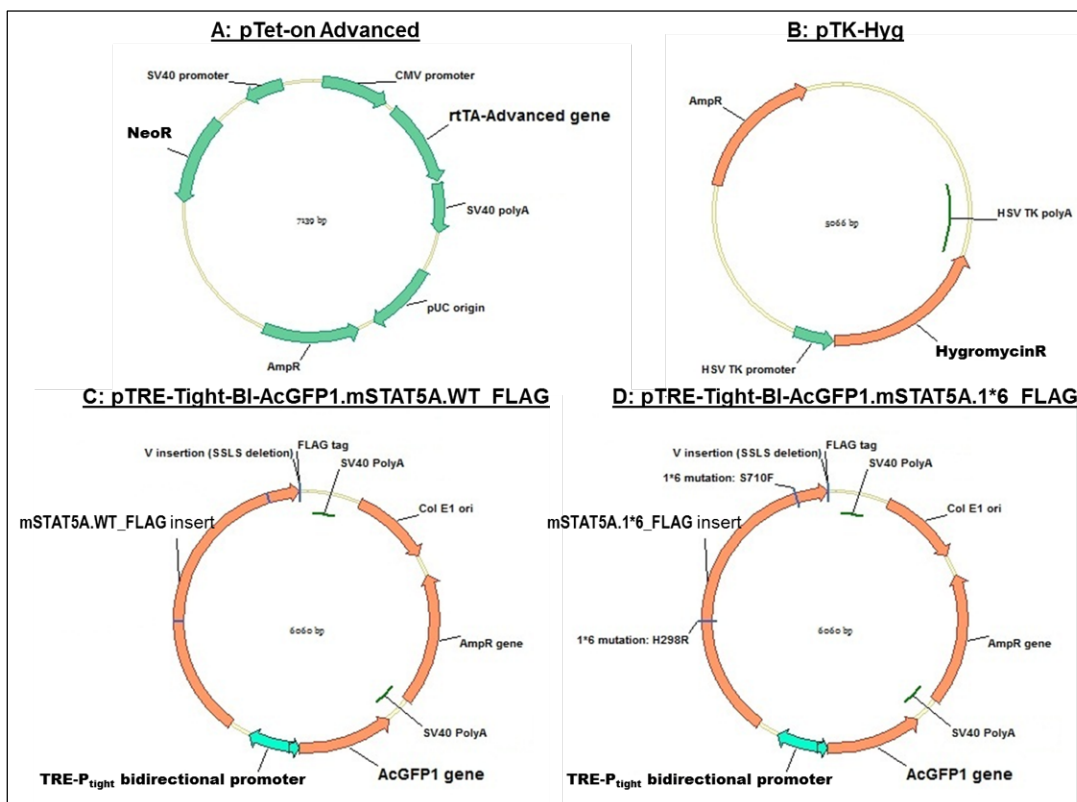 A: pTet-on Advanced
SV40 promoter
CMV promoter
rtTA-Advanced gene
NeoR
7139 bp
SV40 polyA
pUC origin
AmpR
B: pTK-Hyg
AmpR
5066 bp
HSV TK polyA
HygromycinR
HSV TK promoter
C: pTRE-Tight-BI-AcGFP1.mSTAT5A.WT_FLAG
V insertion (SSLS deletion)
FLAG tag
SV40 PolyA
Col E1 ori
mSTAT5A.WT_FLAG insert
6060 bp
AmpR gene
SV40 PolyA
TRE-Ptight bidirectional promoter
AcGFP1 gene
D: pTRE-Tight-BI-AcGFP1.mSTAT5A.1*6_FLAG
V insertion (SSLS deletion)
FLAG tag
1*6 mutation: S710F
SV40 PolyA
Col E1 ori
mSTAT5A.1*6_FLAG insert
1*6 mutation: H298R
6060 bp
AmpR gene
SV40 PolyA
TRE-Ptight bidirectional promoter
AcGFP1 gene